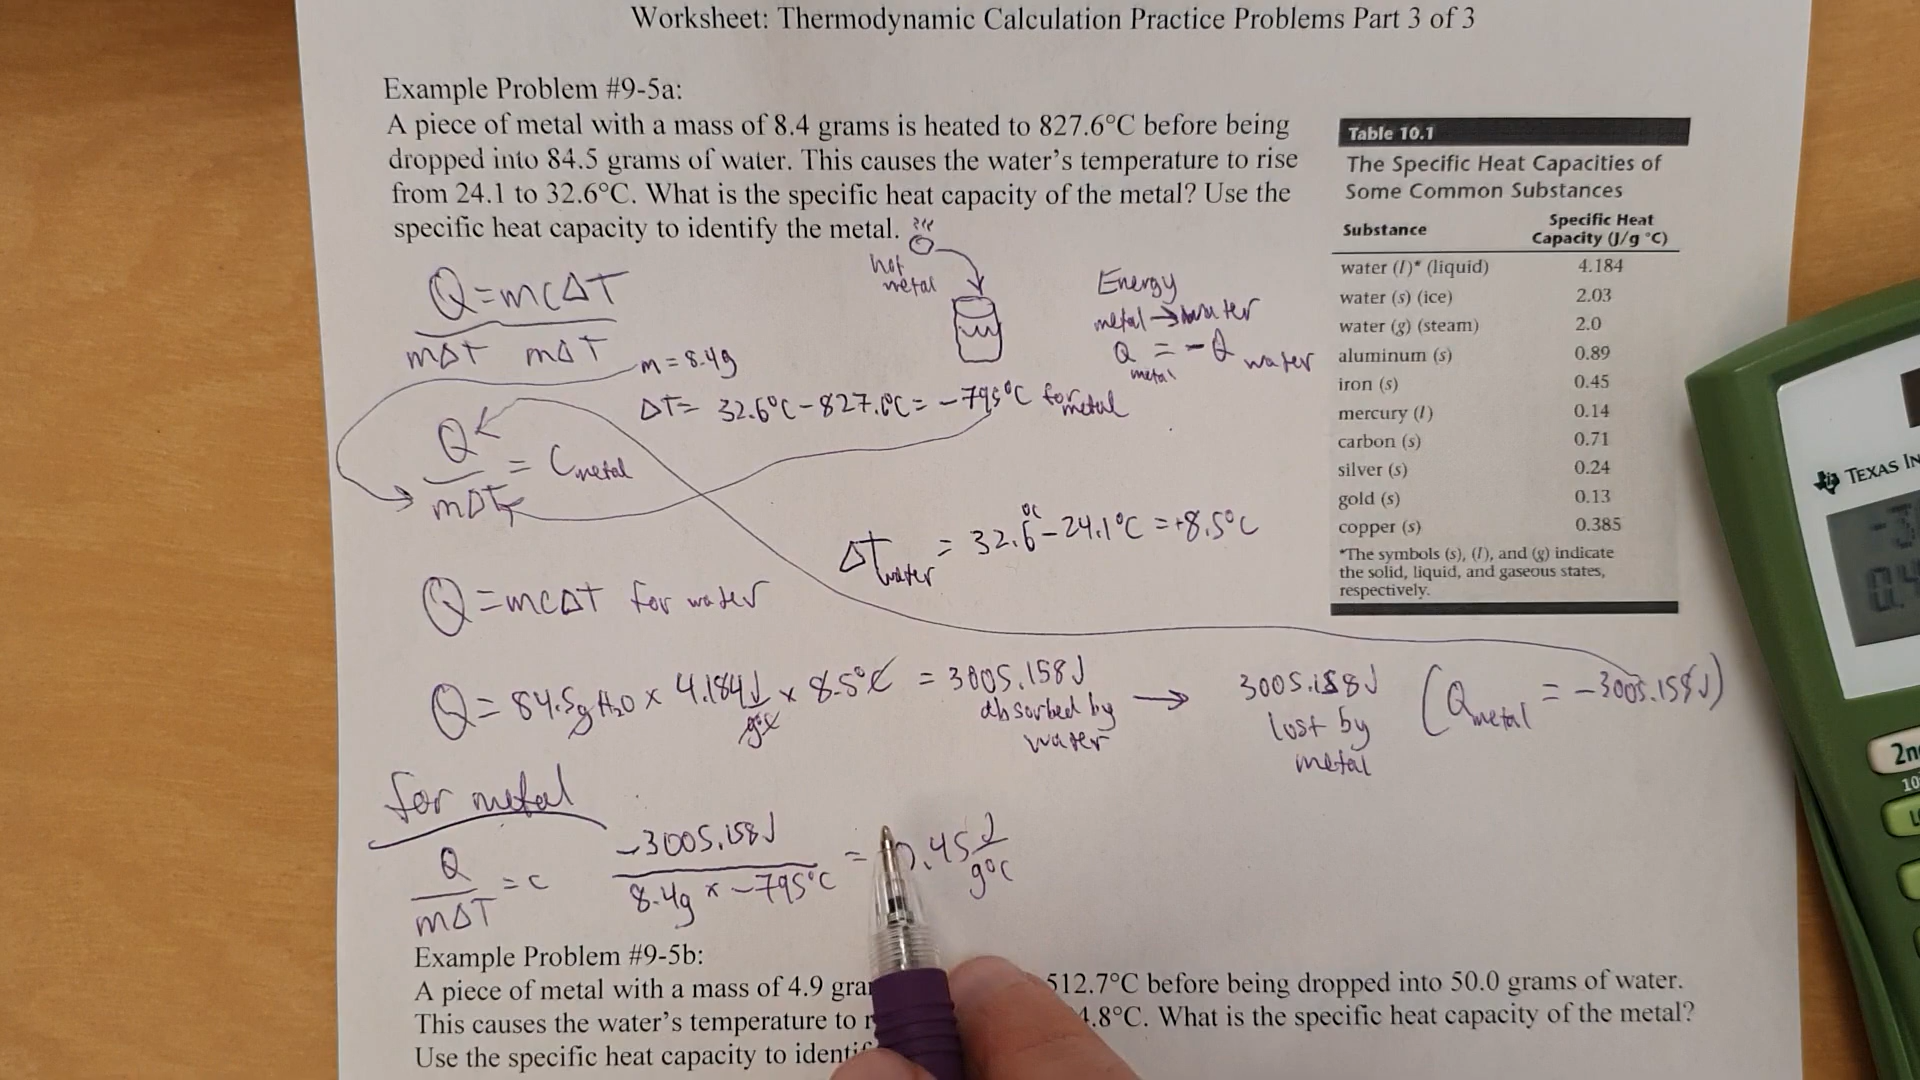 Worksheet: Thermodynamic Calculation Practice Problems Part 3 of 3
Example Problem #9-5a:
A piece of metal with a mass of 8.4 grams is heated to 827.6°C before being
dropped into 84.5 grams of water. This causes the water's temperature to rise
from 24.1 to 32.6°C. What is the specific heat capacity of the metal? Use the
specific heat capacity to identify the metal.
hot
metal
Energy
metal → water
Q metal = -Q water
Q = mcΔT
mΔT mΔT
m = 8.4g
ΔT = 32.6°C - 827.6°C = -795°C for metal
Q / mΔT = C metal
ΔT water = 32.6°C - 24.1°C = +8.5°C
Q = mcΔT for water
Q = 84.5g H₂O x 4.184 J/g°C x 8.5°C = 3005.158J
absorbed by
water
→ 3005.158J
lost by
metal
(Q metal = -3005.158J)
for metal
Q / mΔT = c
-3005.158J / 8.4g x -795°C = 0.45 J/g°C
Table 10.1
The Specific Heat Capacities of
Some Common Substances
Substance Specific Heat Capacity (J/g °C)
water (l)* (liquid) 4.184
water (s) (ice) 2.03
water (g) (steam) 2.0
aluminum (s) 0.89
iron (s) 0.45
mercury (l) 0.14
carbon (s) 0.71
silver (s) 0.24
gold (s) 0.13
copper (s) 0.385
*The symbols (s), (l), and (g) indicate
the solid, liquid, and gaseous states,
respectively.
Example Problem #9-5b:
A piece of metal with a mass of 4.9 512.7°C before being dropped into 50.0 grams of water.
This causes the water's temperature to 4.8°C. What is the specific heat capacity of the metal?
Use the specific heat capacity to
TEXAS
2nd